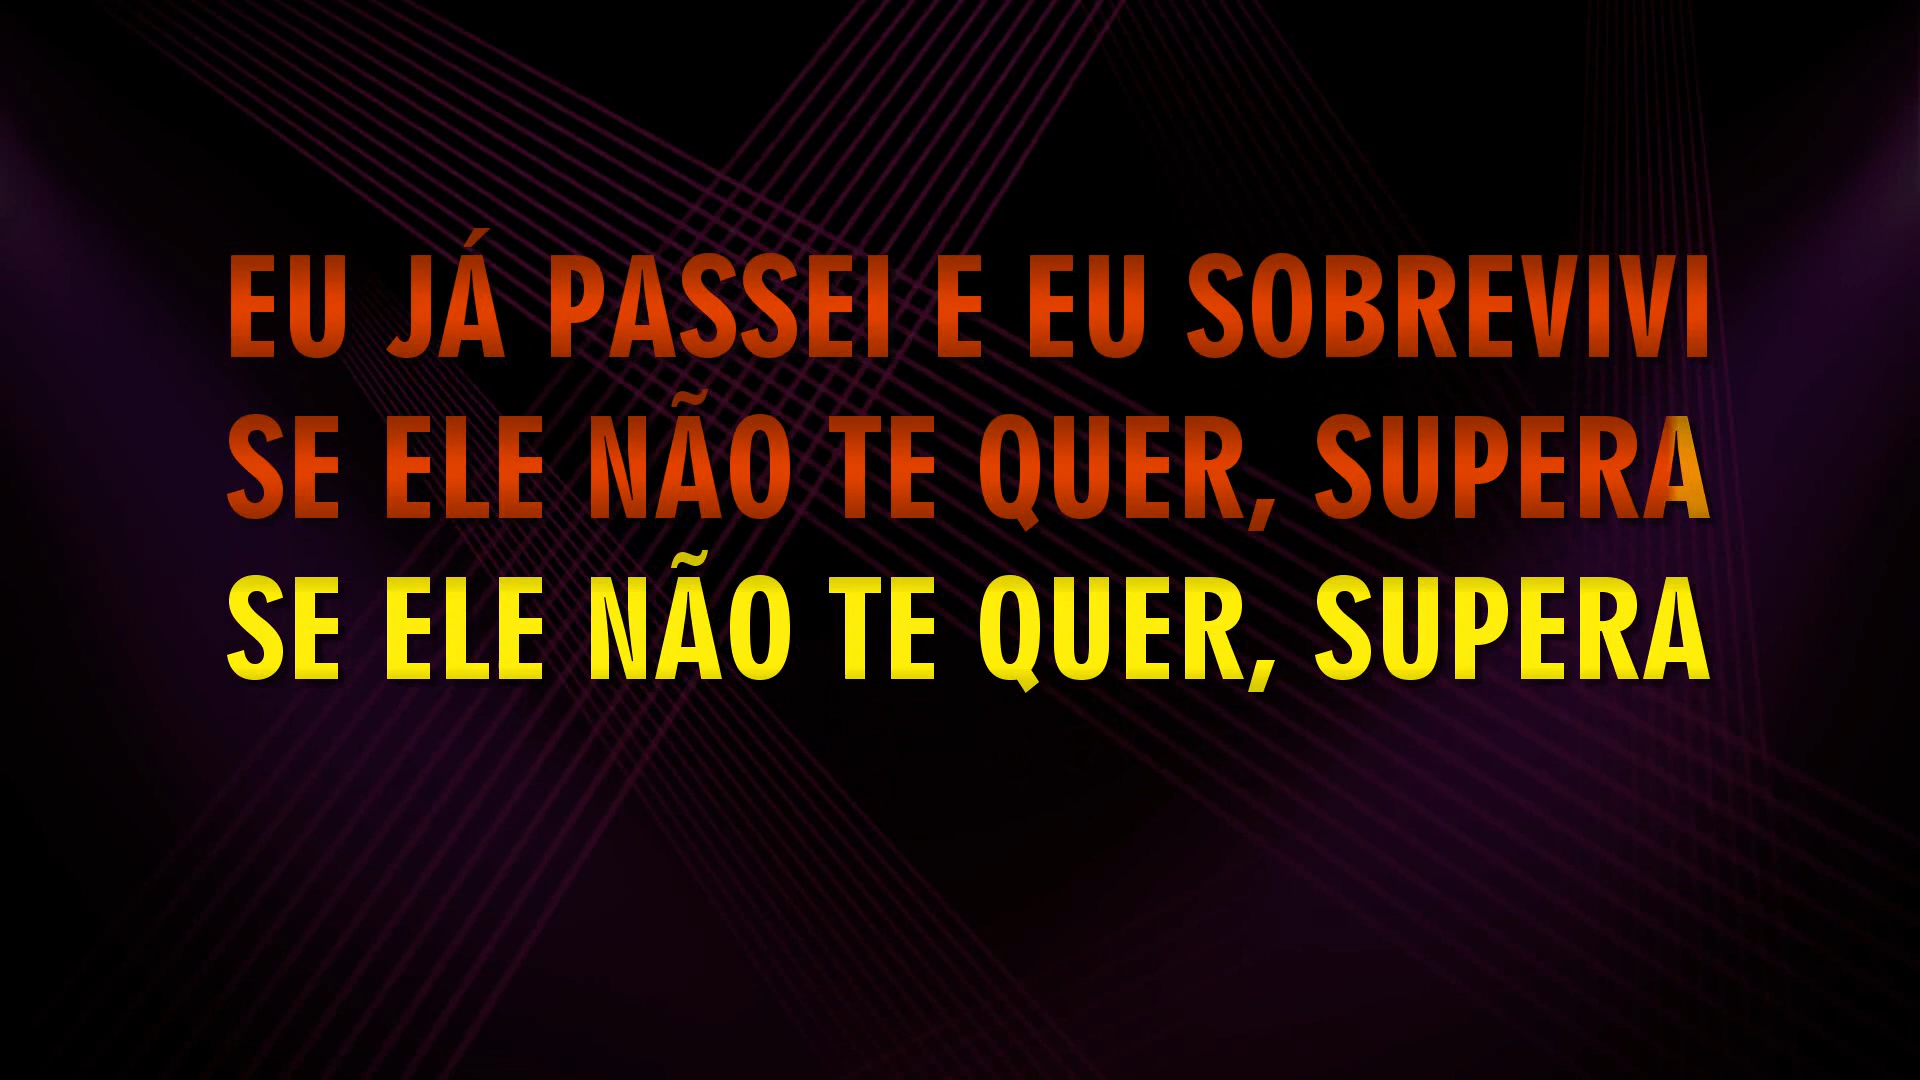 EU JÁ PASSEI E EU SOBREVIVI
SE ELE NÃO TE QUER, SUPERA
SE ELE NÃO TE QUER, SUPERA